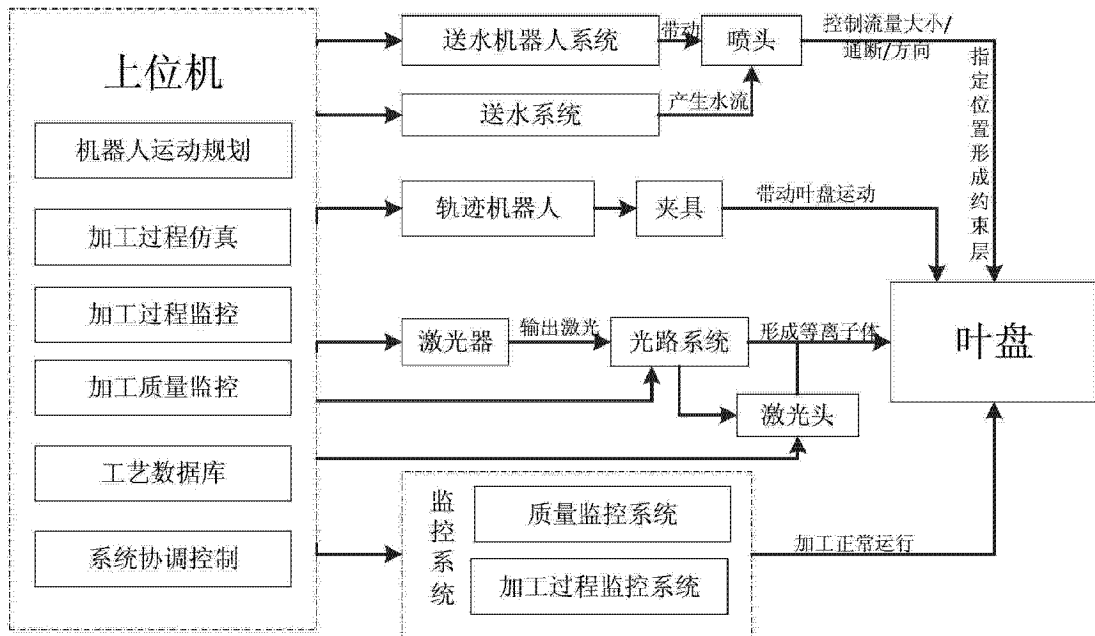 上位机
机器人运动规划
加工过程仿真
加工过程监控
加工质量监控
工艺数据库
系统协调控制
送水机器人系统
带动
喷头
控制流量大小/
通断/方向
送水系统
产生水流
指定位置形成约束层
轨迹机器人
夹具
带动叶盘运动
激光器
输出激光
光路系统
形成等离子体
叶盘
激光头
监控系统
质量监控系统
加工过程监控系统
加工正常运行